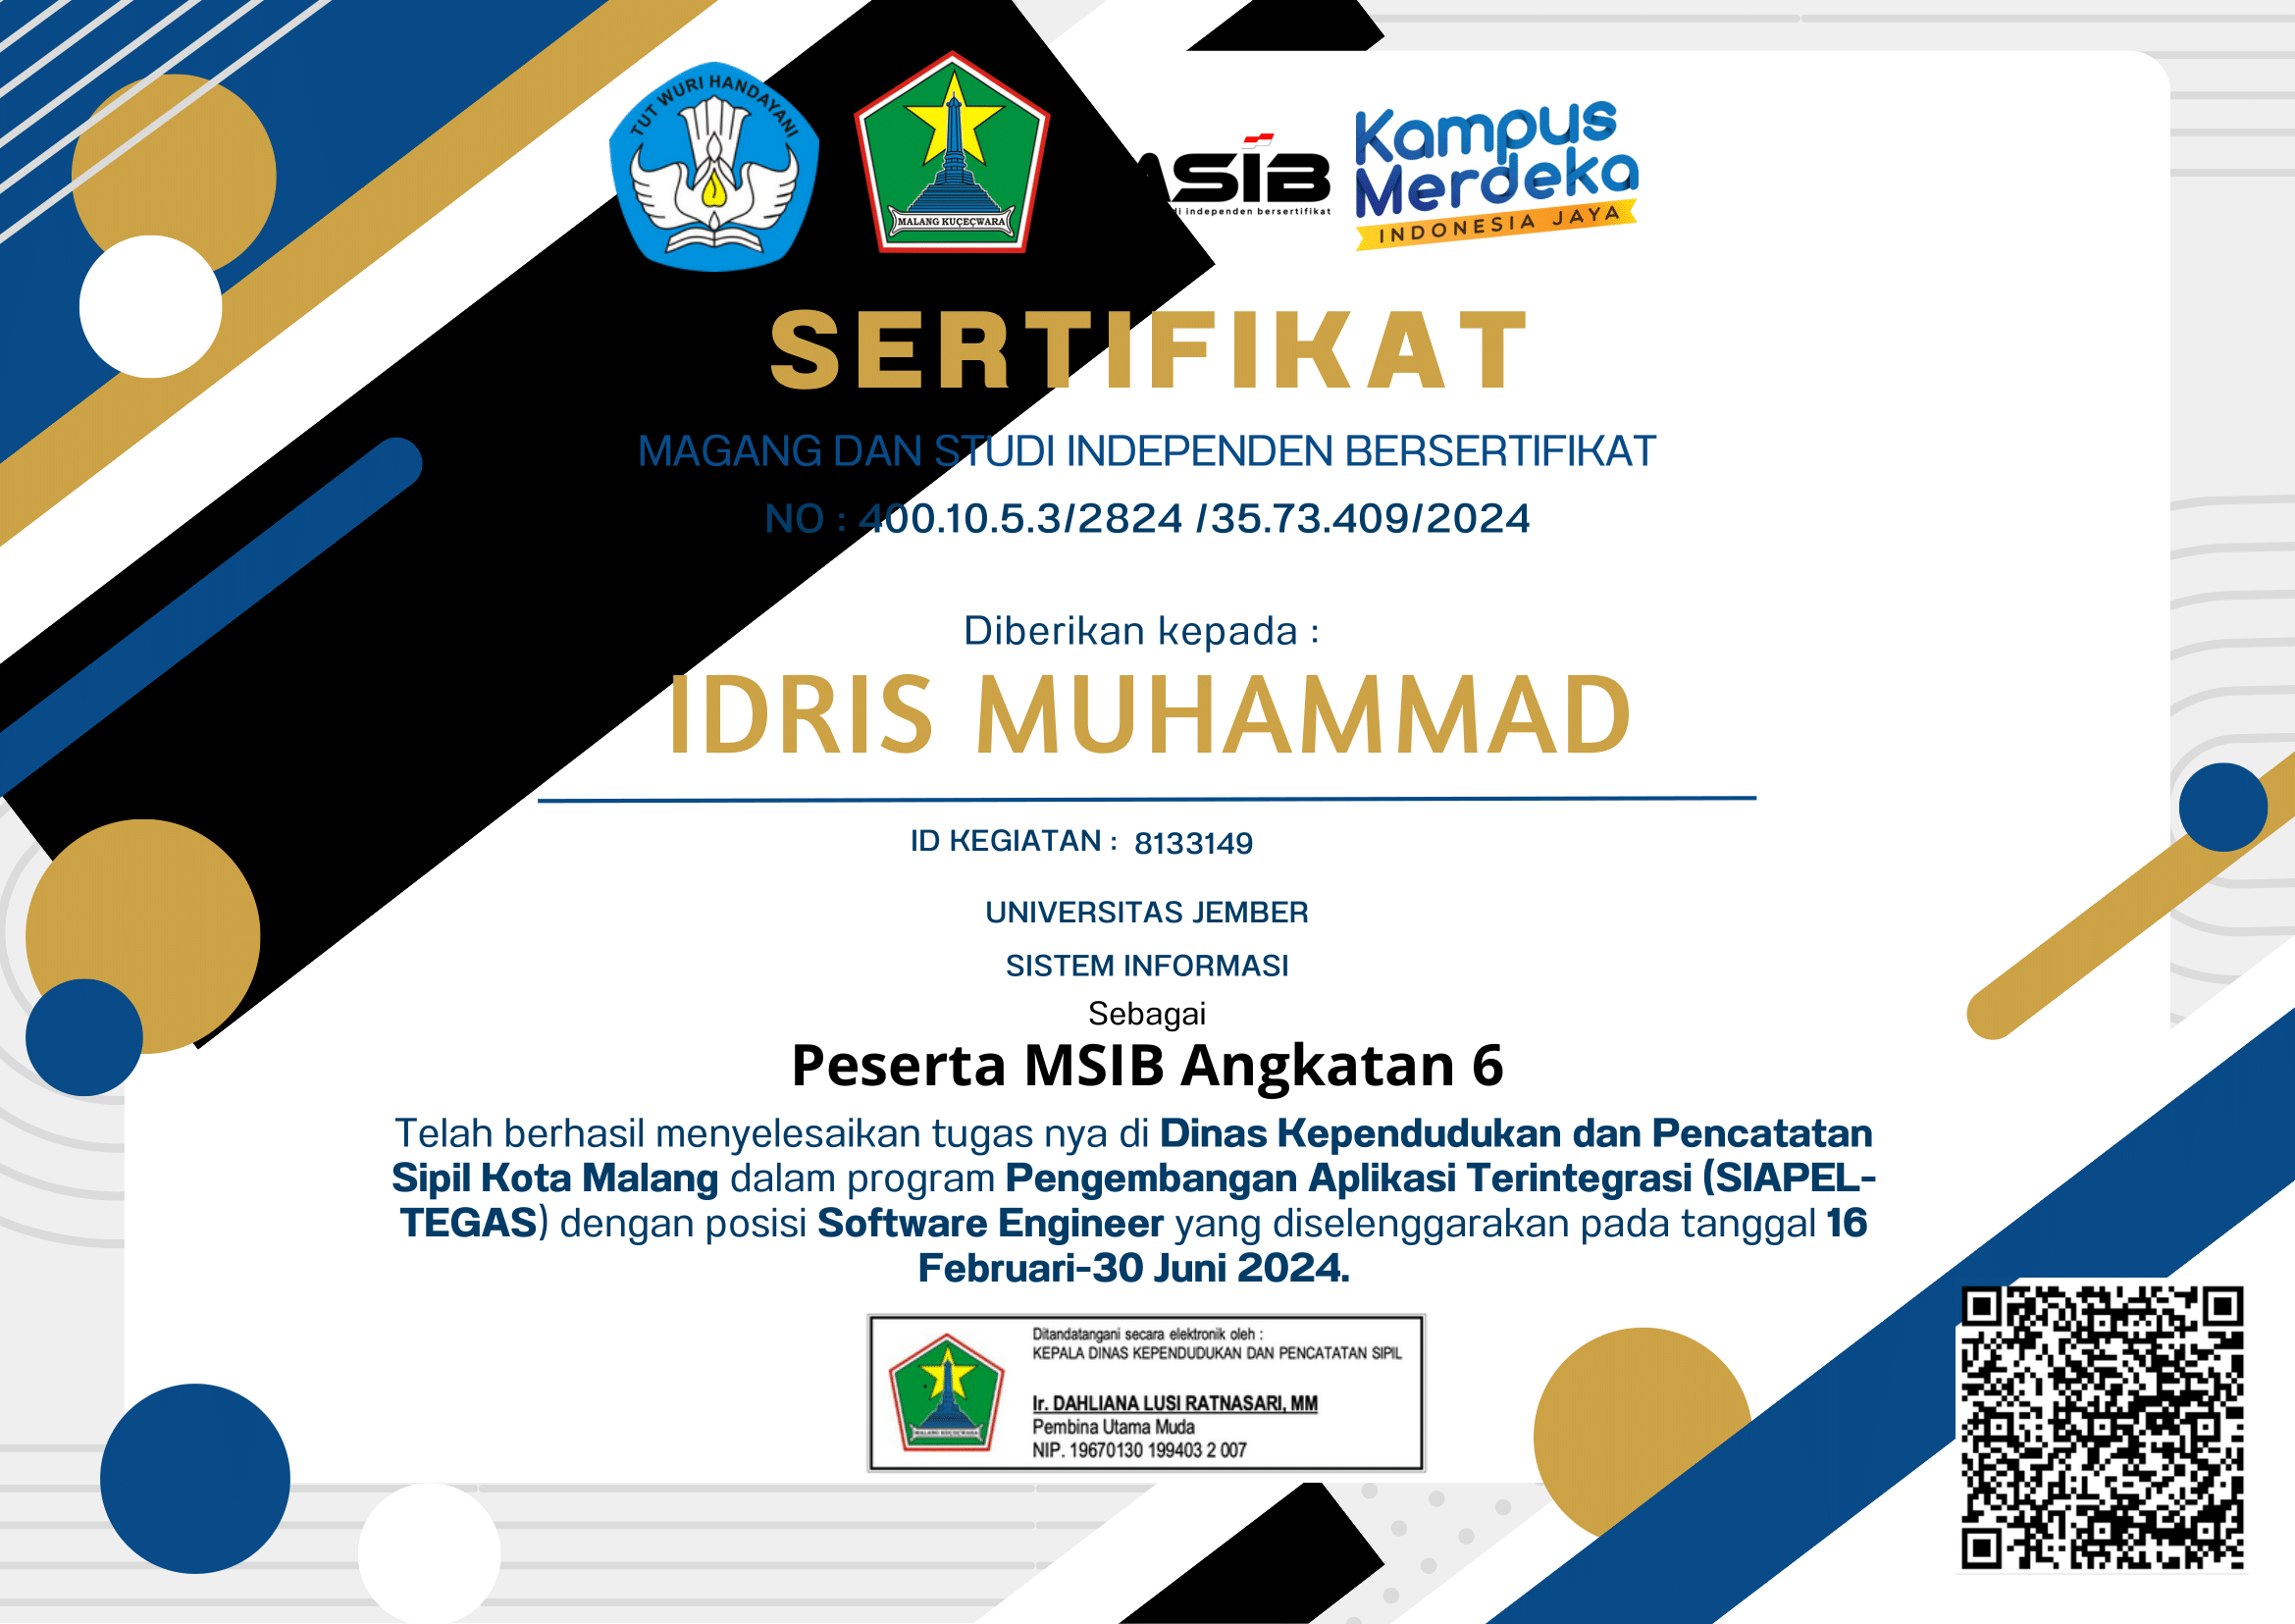 TUT WURI HANDAYANI
MALANG KUÇEÇWARA
SIB
di independen bersertifikat
Kampus
Merdeka
INDONESIA JAYA
SERTIFIKAT
MAGANG DAN STUDI INDEPENDEN BERSERTIFIKAT
NO : 400.10.5.3/2824 /35.73.409/2024
Diberikan kepada :
IDRIS MUHAMMAD
ID KEGIATAN : 8133149
UNIVERSITAS JEMBER
SISTEM INFORMASI
Sebagai
Peserta MSIB Angkatan 6
Telah berhasil menyelesaikan tugas nya di Dinas Kependudukan dan Pencatatan
Sipil Kota Malang dalam program Pengembangan Aplikasi Terintegrasi (SIAPEL-
TEGAS) dengan posisi Software Engineer yang diselenggarakan pada tanggal 16
Februari-30 Juni 2024.
Ditandatangani secara elektronik oleh :
KEPALA DINAS KEPENDUDUKAN DAN PENCATATAN SIPIL
Ir. DAHLIANA LUSI RATNASARI, MM
Pembina Utama Muda
NIP. 19670130 199403 2 007
MALANG KUÇEÇWARA